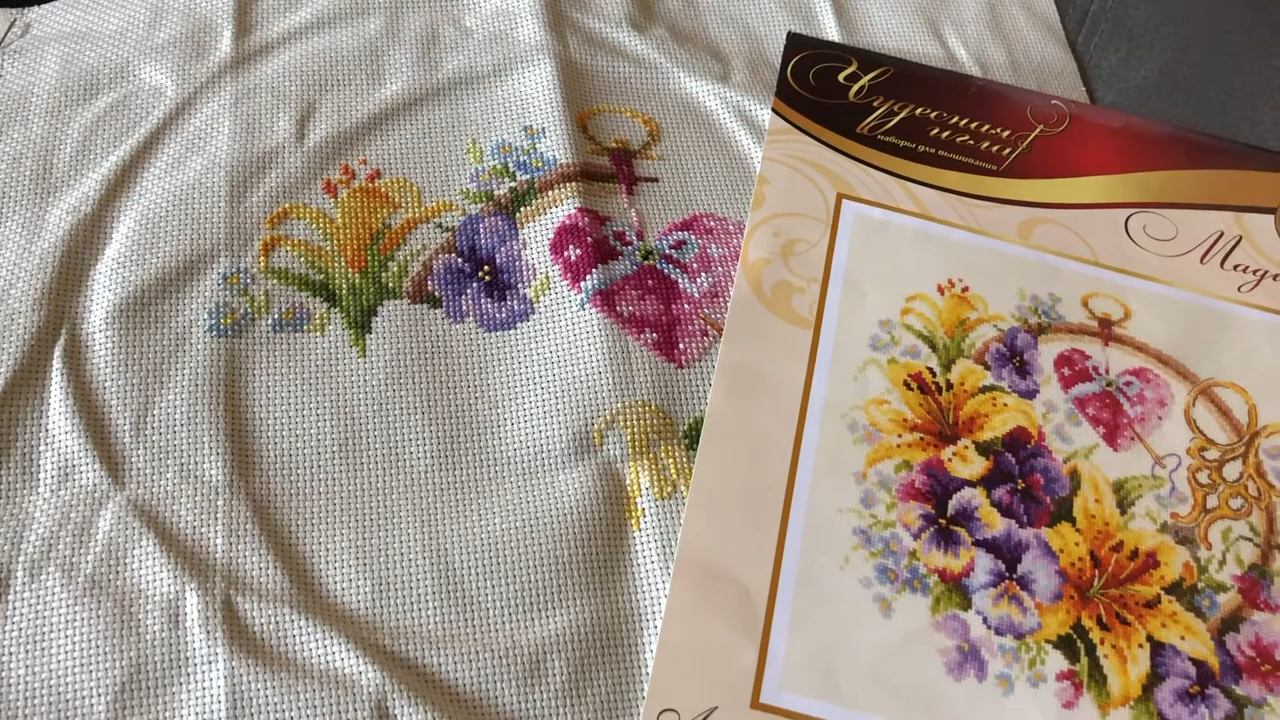 Чудесная
игла
наборы для вышивания